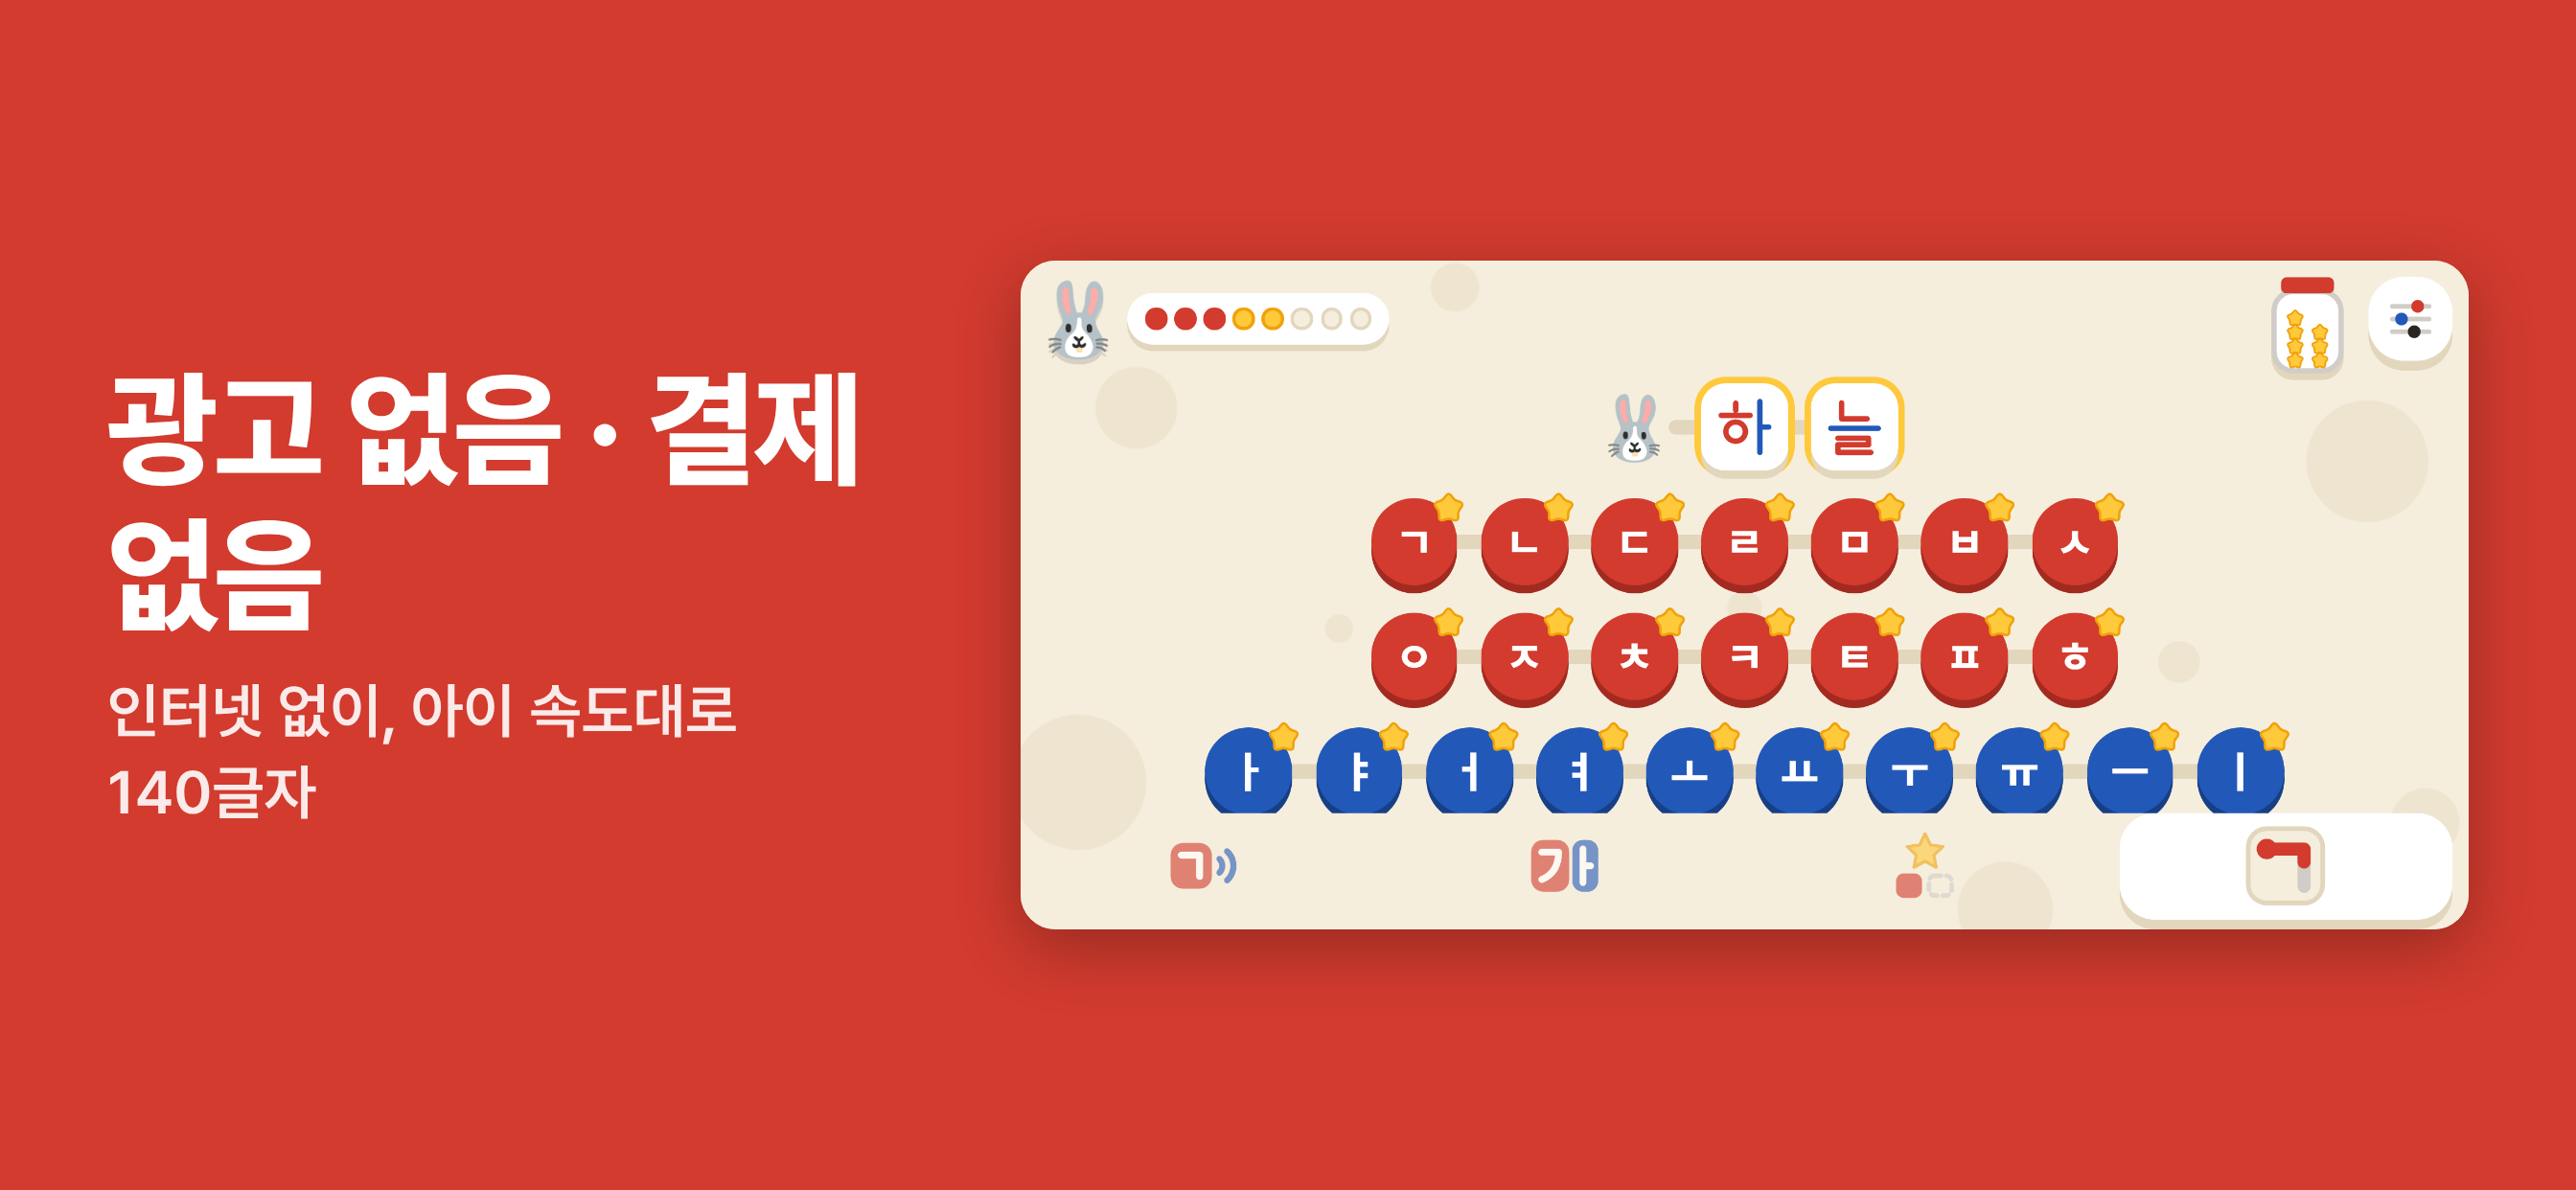 광고 없음 · 결제
없음
인터넷 없이, 아이 속도대로
140글자
하 늘
ㄱ ㄴ ㄷ ㄹ ㅁ ㅂ ㅅ
ㅇ ㅈ ㅊ ㅋ ㅌ ㅍ ㅎ
ㅏ ㅑ ㅓ ㅕ ㅗ ㅛ ㅜ ㅠ ㅡ ㅣ
ㄱ 가 ㄱ